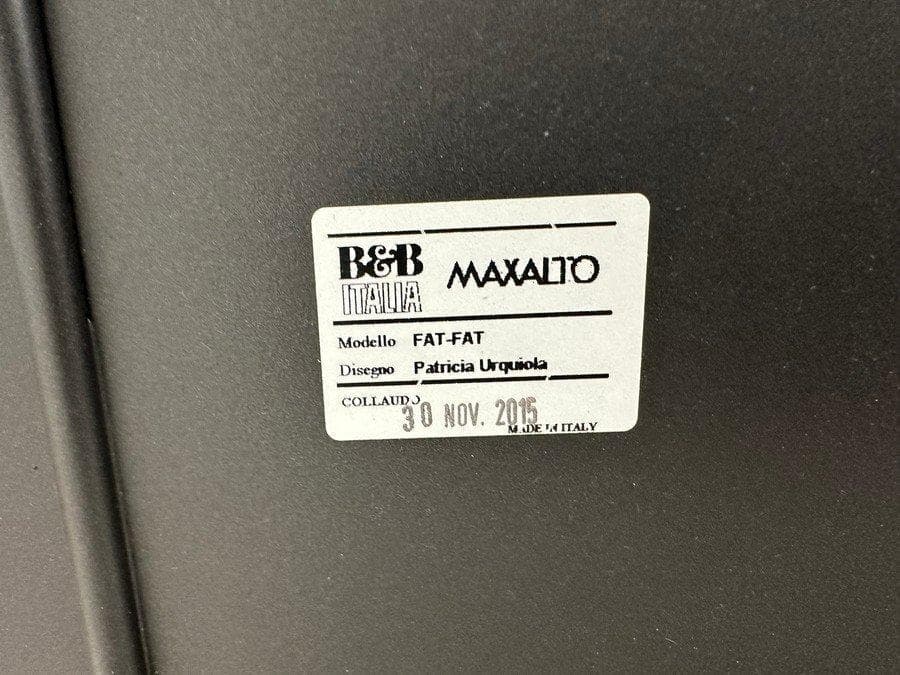 B&B
ITALIA
MAXALTO
Modello FAT-FAT
Disegno Patricia Urquiola
COLLAUDO
30 NOV. 2015
MADE IN ITALY